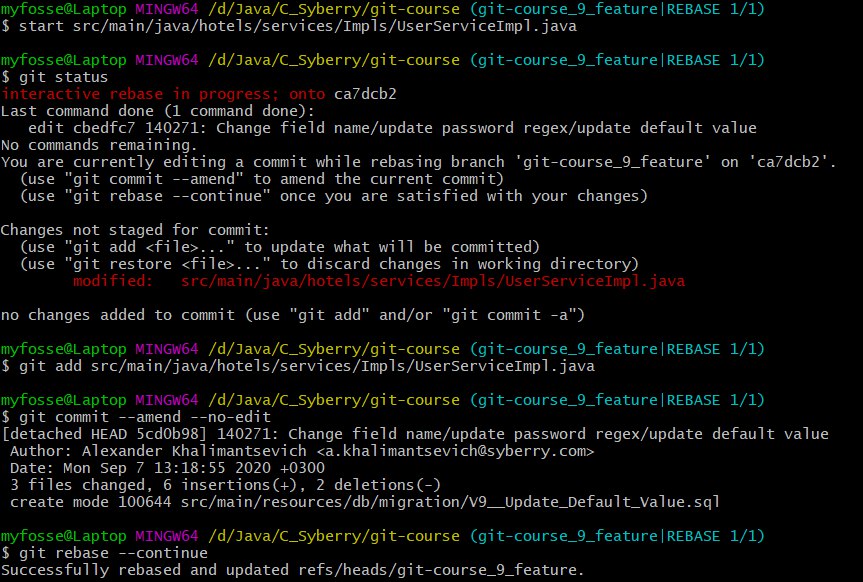 myfosse@Laptop MINGW64 /d/Java/C_Syberry/git-course (git-course_9_feature|REBASE 1/1)
$ start src/main/java/hotels/services/Impls/UserServiceImpl.java
myfosse@Laptop MINGW64 /d/Java/C_Syberry/git-course (git-course_9_feature|REBASE 1/1)
$ git status
interactive rebase in progress; onto ca7dcb2
Last command done (1 command done):
   edit cbedfc7 140271: Change field name/update password regex/update default value
No commands remaining.
You are currently editing a commit while rebasing branch 'git-course_9_feature' on 'ca7dcb2'.
  (use "git commit --amend" to amend the current commit)
  (use "git rebase --continue" once you are satisfied with your changes)
Changes not staged for commit:
  (use "git add <file>..." to update what will be committed)
  (use "git restore <file>..." to discard changes in working directory)
        modified:   src/main/java/hotels/services/Impls/UserServiceImpl.java
no changes added to commit (use "git add" and/or "git commit -a")
myfosse@Laptop MINGW64 /d/Java/C_Syberry/git-course (git-course_9_feature|REBASE 1/1)
$ git add src/main/java/hotels/services/Impls/UserServiceImpl.java
myfosse@Laptop MINGW64 /d/Java/C_Syberry/git-course (git-course_9_feature|REBASE 1/1)
$ git commit --amend --no-edit
[detached HEAD 5cd0b98] 140271: Change field name/update password regex/update default value
 Author: Alexander Khalimantsevich <a.khalimantsevich@syberry.com>
 Date: Mon Sep 7 13:18:55 2020 +0300
 3 files changed, 6 insertions(+), 2 deletions(-)
 create mode 100644 src/main/resources/db/migration/V9__Update_Default_Value.sql
myfosse@Laptop MINGW64 /d/Java/C_Syberry/git-course (git-course_9_feature|REBASE 1/1)
$ git rebase --continue
Successfully rebased and updated refs/heads/git-course_9_feature.